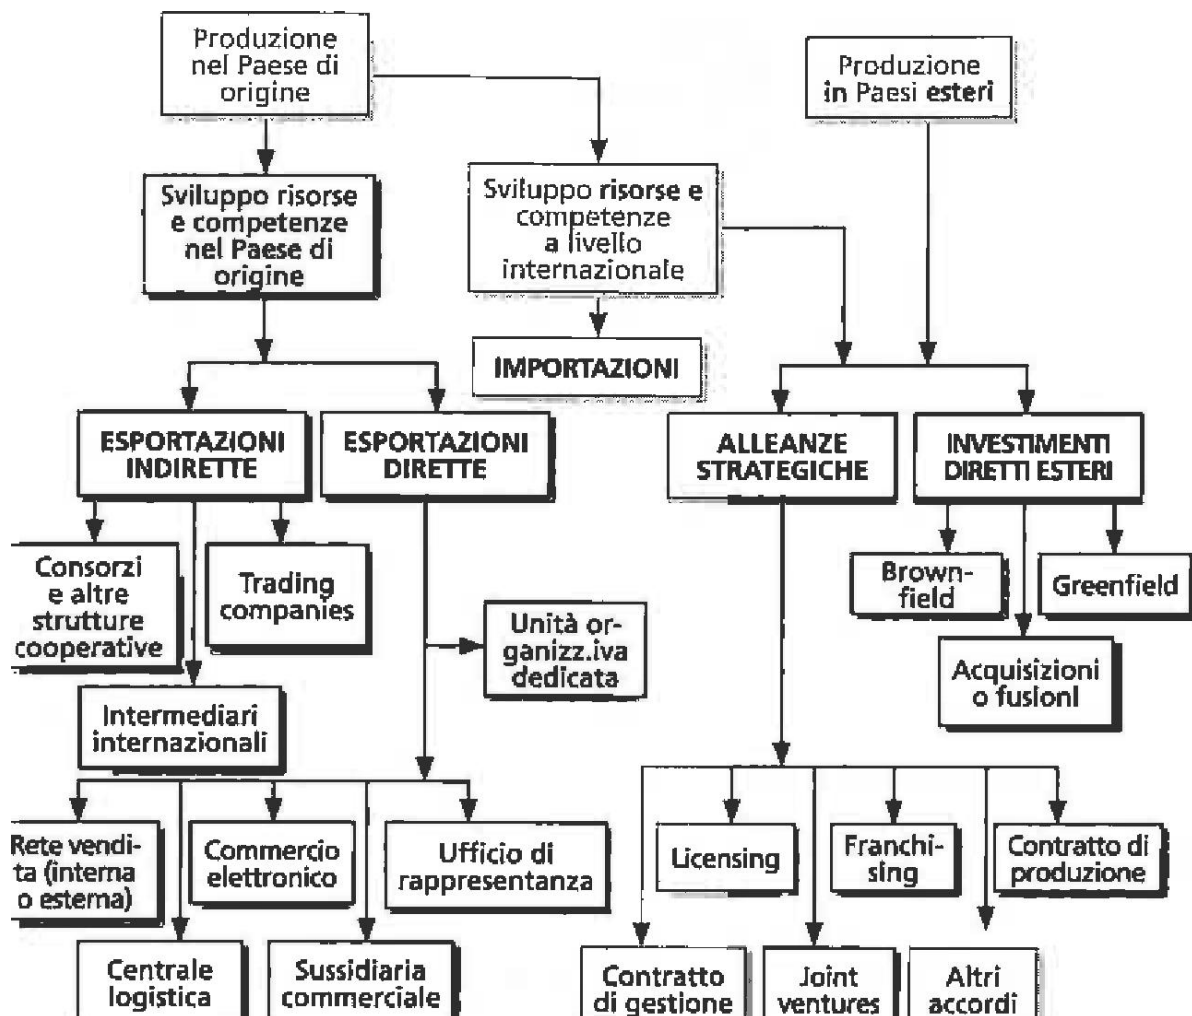 Produzione
nel Paese di
origine
Produzione
in Paesi esteri
Sviluppo risorse
e competenze
nel Paese di
origine
Sviluppo risorse e
competenze
a livello
internazionale
IMPORTAZIONI
ESPORTAZIONI
INDIRETTE
ESPORTAZIONI
DIRETTE
ALLEANZE
STRATEGICHE
INVESTIMENTI
DIRETTI ESTERI
Consorzi
e altre
strutture
cooperative
Trading
companies
Brown-
field
Greenfield
Unità or-
ganizz.iva
dedicata
Acquisizioni
o fusioni
Intermediari
internazionali
Rete vendi-
ta (interna
o esterna)
Commercio
elettronico
Ufficio di
rappresentanza
Licensing
Franchi-
sing
Contratto di
produzione
Centrale
logistica
Sussidiaria
commerciale
Contratto
di gestione
Joint
ventures
Altri
accordi